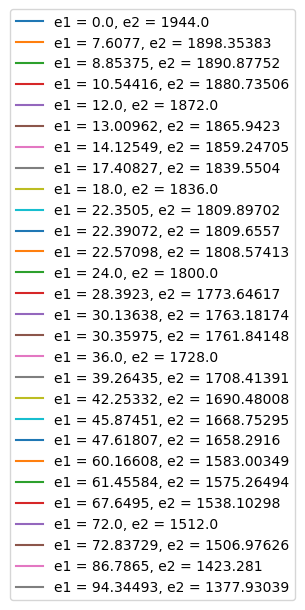 e1 = 0.0, e2 = 1944.0
e1 = 7.6077, e2 = 1898.35383
e1 = 8.85375, e2 = 1890.87752
e1 = 10.54416, e2 = 1880.73506
e1 = 12.0, e2 = 1872.0
e1 = 13.00962, e2 = 1865.9423
e1 = 14.12549, e2 = 1859.24705
e1 = 17.40827, e2 = 1839.5504
e1 = 18.0, e2 = 1836.0
e1 = 22.3505, e2 = 1809.89702
e1 = 22.39072, e2 = 1809.6557
e1 = 22.57098, e2 = 1808.57413
e1 = 24.0, e2 = 1800.0
e1 = 28.3923, e2 = 1773.64617
e1 = 30.13638, e2 = 1763.18174
e1 = 30.35975, e2 = 1761.84148
e1 = 36.0, e2 = 1728.0
e1 = 39.26435, e2 = 1708.41391
e1 = 42.25332, e2 = 1690.48008
e1 = 45.87451, e2 = 1668.75295
e1 = 47.61807, e2 = 1658.2916
e1 = 60.16608, e2 = 1583.00349
e1 = 61.45584, e2 = 1575.26494
e1 = 67.6495, e2 = 1538.10298
e1 = 72.0, e2 = 1512.0
e1 = 72.83729, e2 = 1506.97626
e1 = 86.7865, e2 = 1423.281
e1 = 94.34493, e2 = 1377.93039